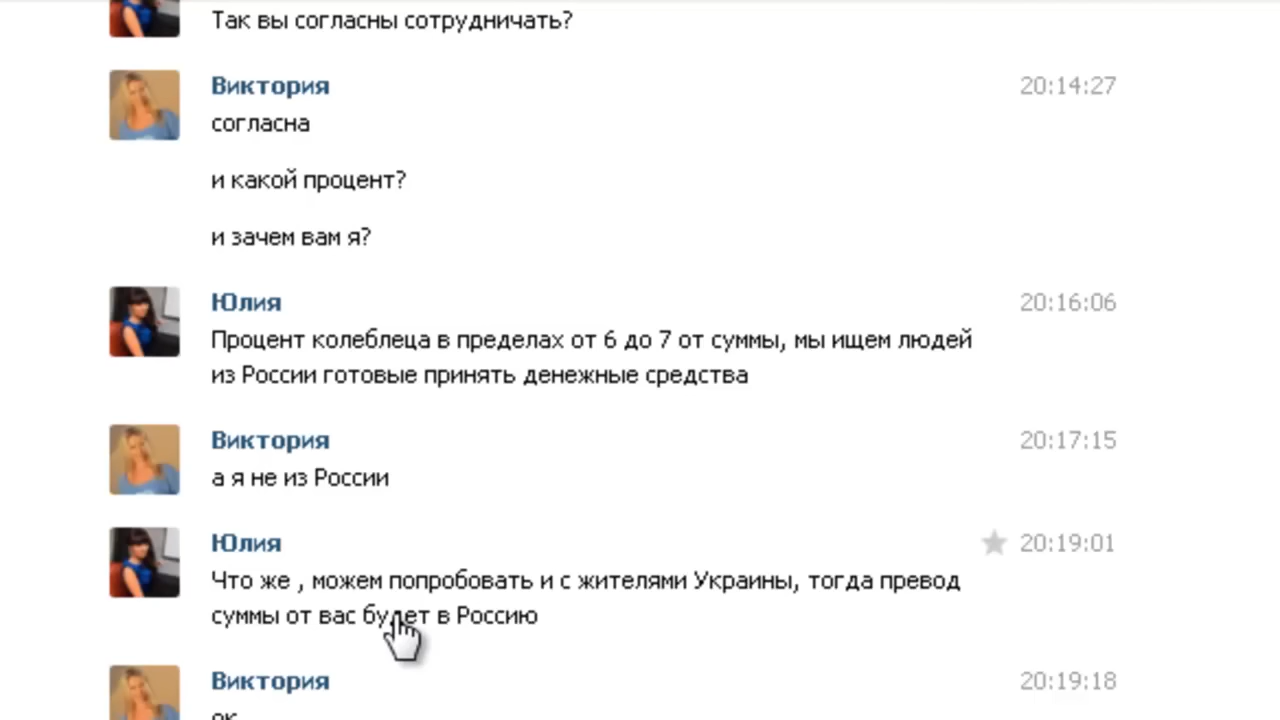 Так вы согласны сотрудничать?
Виктория 20:14:27
согласна
и какой процент?
и зачем вам я?
Юлия 20:16:06
Процент колеблеца в пределах от 6 до 7 от суммы, мы ищем людей
из России готовые принять денежные средства
Виктория 20:17:15
а я не из России
Юлия 20:19:01
Что же , можем попробовать и с жителями Украины, тогда превод
суммы от вас будет в Россию
Виктория 20:19:18
ок